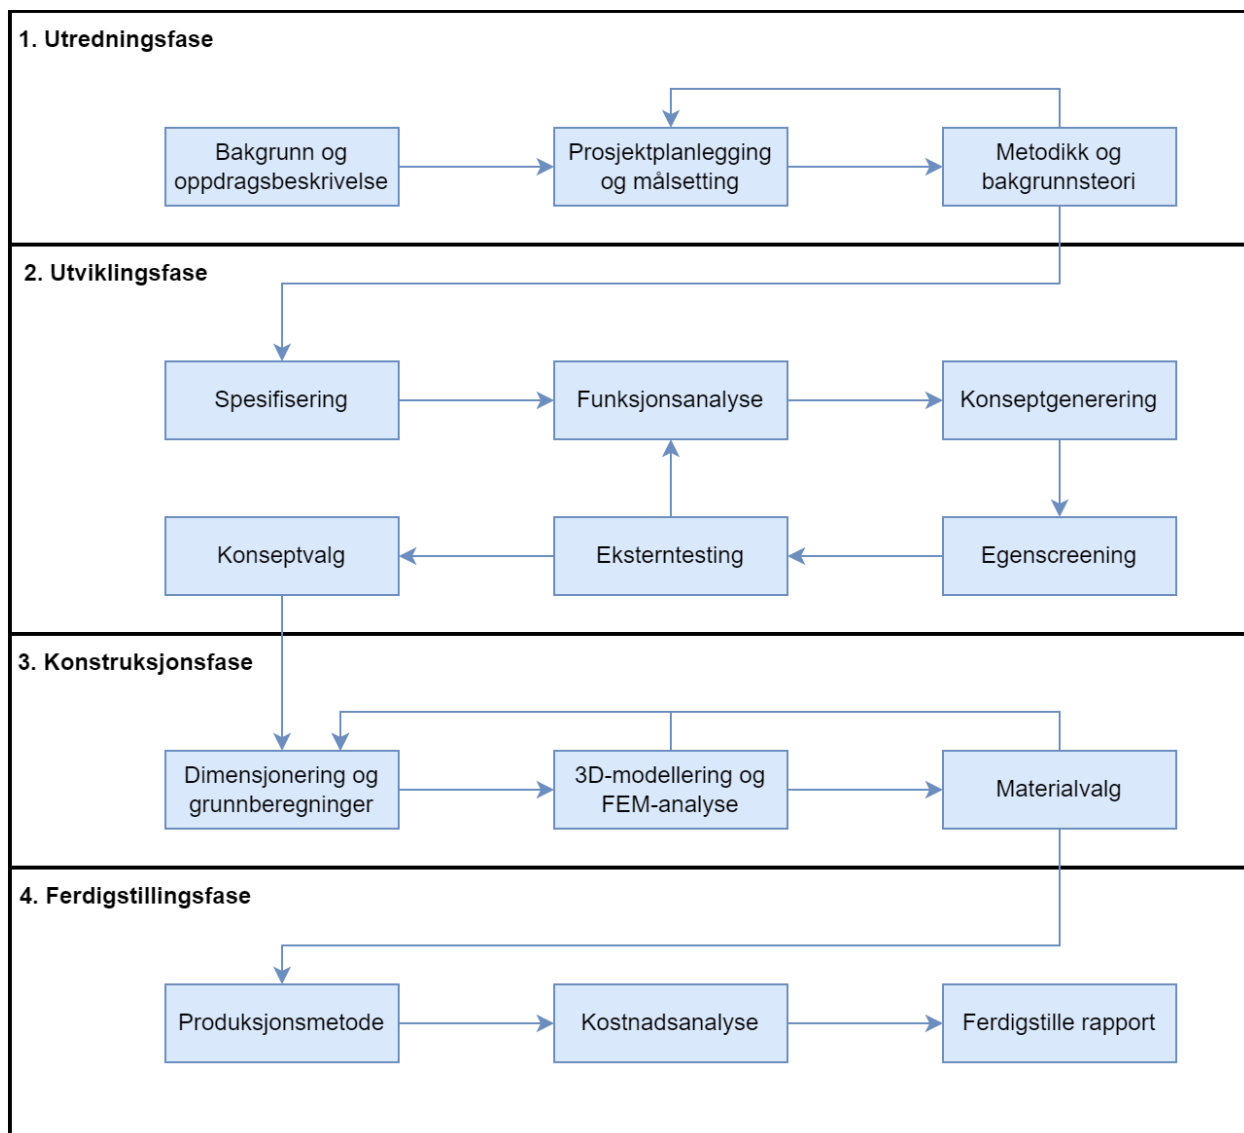 1. Utredningsfase
Bakgrunn og
oppdragsbeskrivelse
Prosjektplanlegging
og målsetting
Metodikk og
bakgrunnsteori
2. Utviklingsfase
Spesifisering
Funksjonsanalyse
Konseptgenerering
Konseptvalg
Eksterntesting
Egenscreening
3. Konstruksjonsfase
Dimensjonering og
grunnberegninger
3D-modellering og
FEM-analyse
Materialvalg
4. Ferdigstillingsfase
Produksjonsmetode
Kostnadsanalyse
Ferdigstille rapport